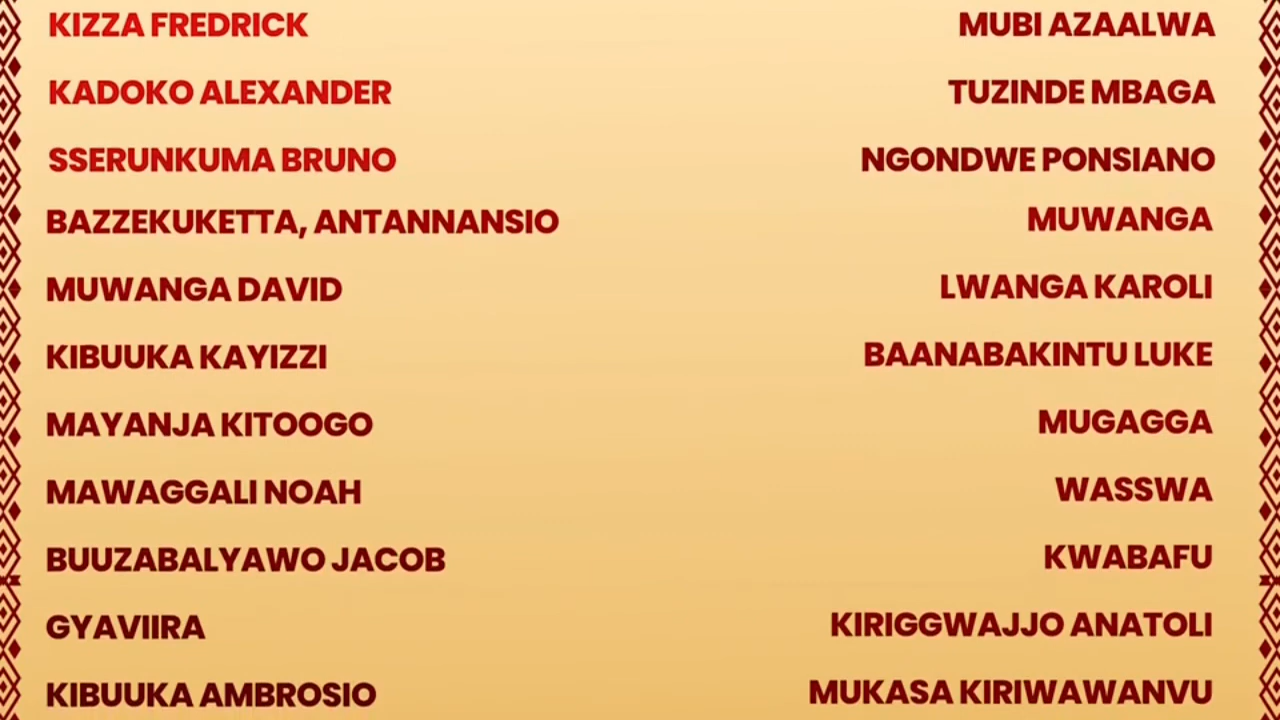 KIZZA FREDRICK
MUBI AZAALWA
KADOKO ALEXANDER
TUZINDE MBAGA
SSERUNKUMA BRUNO
NGONDWE PONSIANO
BAZZEKUKETTA, ANTANNANSIO
MUWANGA
MUWANGA DAVID
LWANGA KAROLI
KIBUUKA KAYIZZI
BAANABAKINTU LUKE
MAYANJA KITOOGO
MUGAGGA
MAWAGGALI NOAH
WASSWA
BUUZABALYAWO JACOB
KWABAFU
GYAVIIRA
KIRIGGWAJJO ANATOLI
KIBUUKA AMBROSIO
MUKASA KIRIWAWANVU